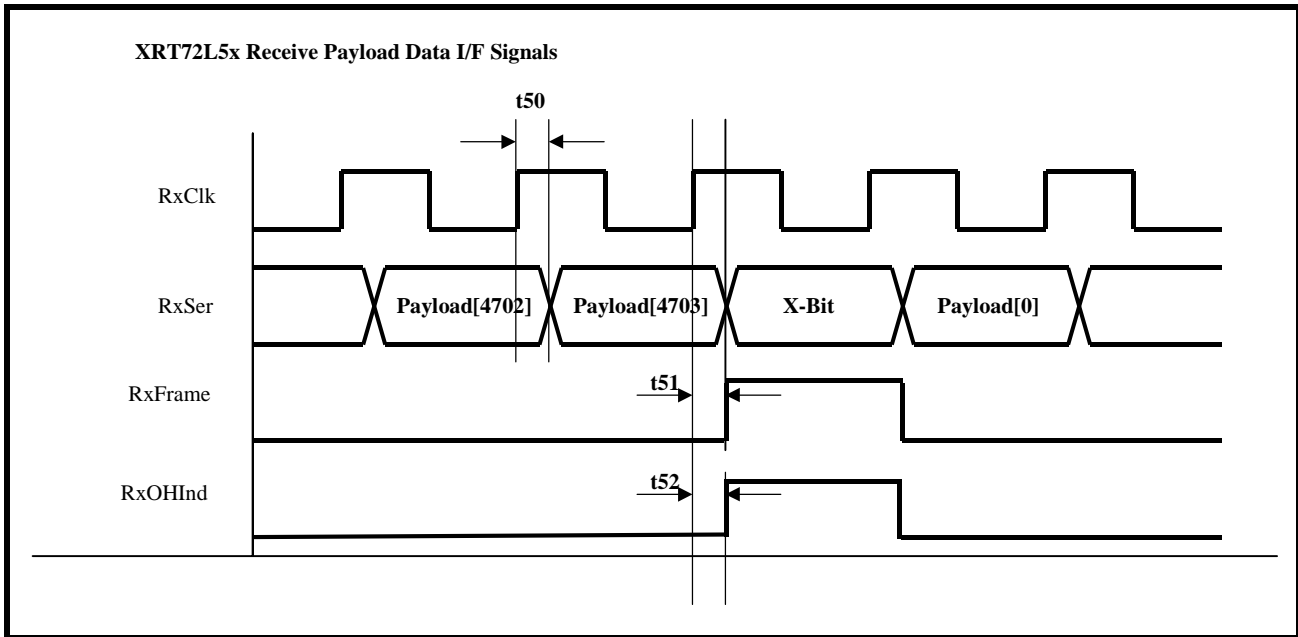 XRT72L5x Receive Payload Data I/F Signals
t50
RxClk
RxSer
Payload[4702]
Payload[4703]
X-Bit
Payload[0]
RxFrame
t51
RxOHInd
t52